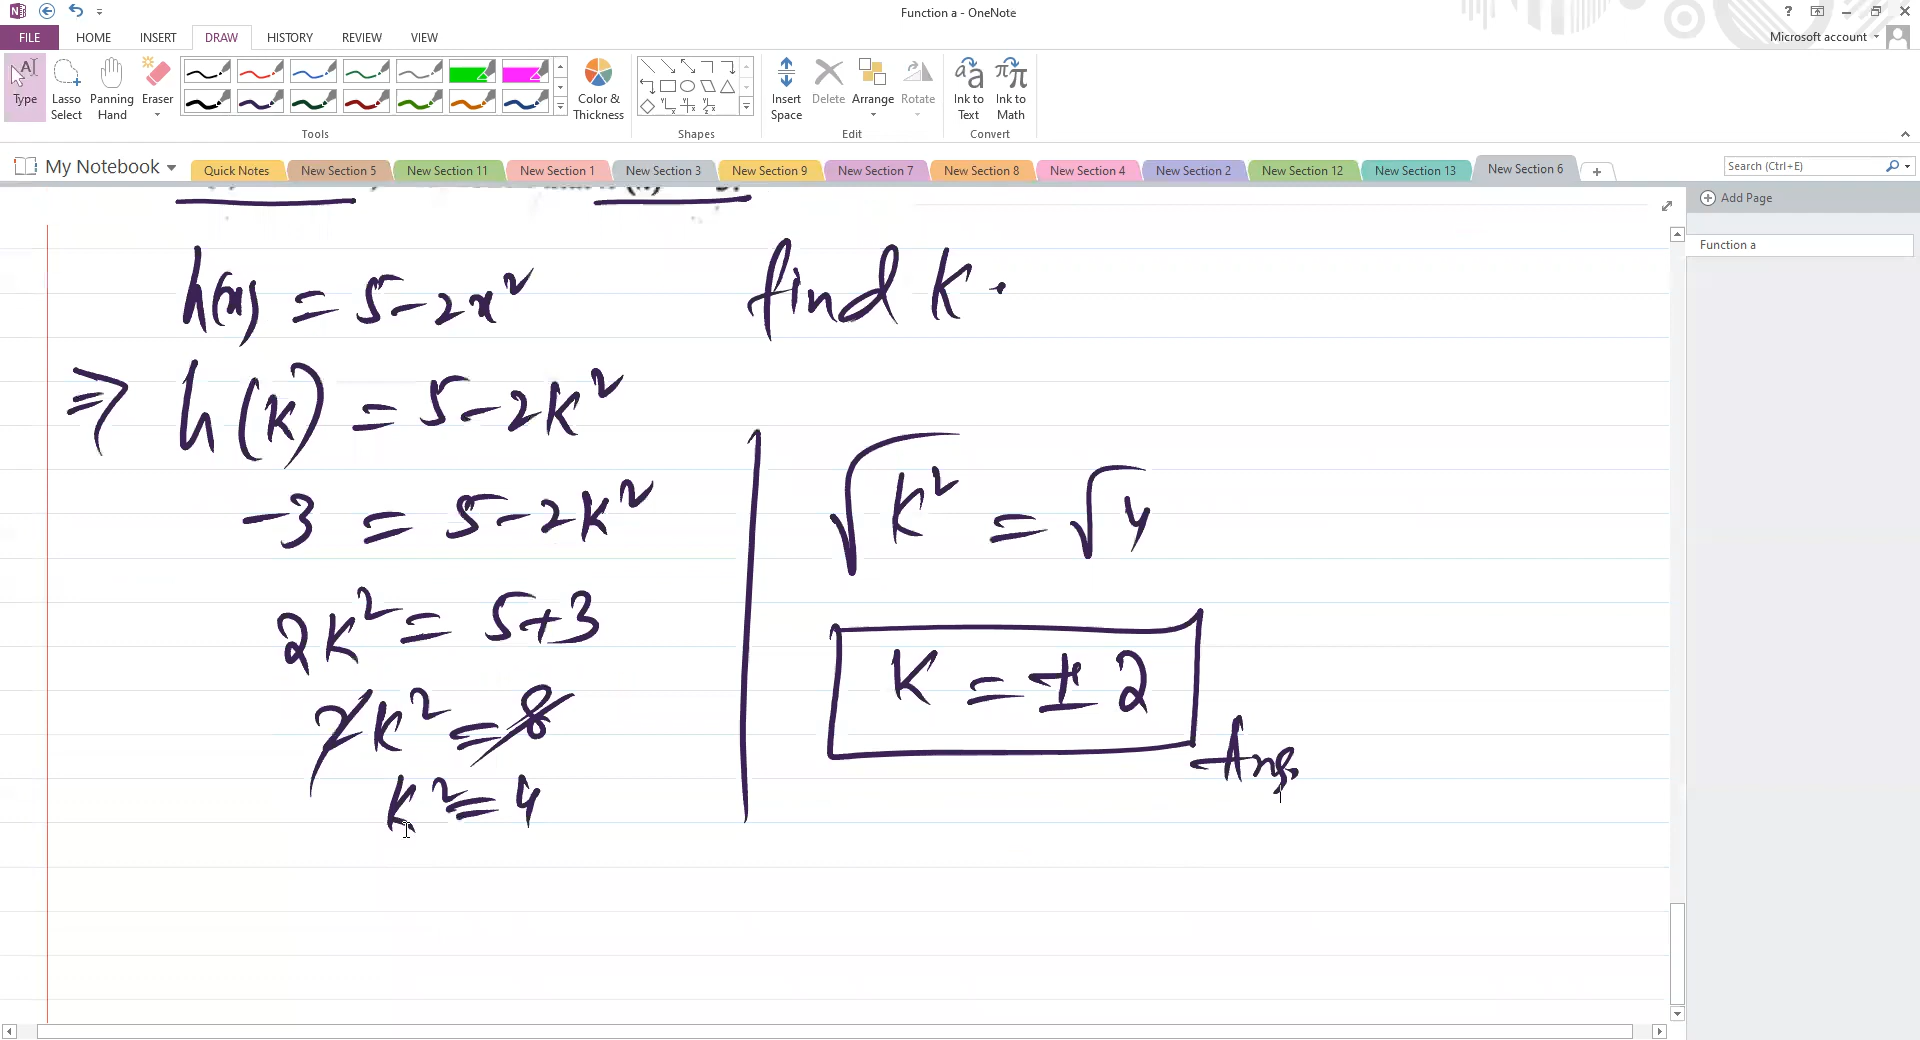 Function a - OneNote
Microsoft account
FILE HOME INSERT DRAW HISTORY REVIEW VIEW
Type
Lasso Select
Panning Hand
Eraser
Color & Thickness
Insert Space
Delete
Arrange
Rotate
Ink to Text
Ink to Math
Tools
Shapes
Edit
Convert
My Notebook
Quick Notes New Section 5 New Section 11 New Section 1 New Section 3 New Section 9 New Section 7 New Section 8 New Section 4 New Section 2 New Section 12 New Section 13 New Section 6
Search (Ctrl+E)
Add Page
Function a
h(x) = 5-2x²
find K.
⇒ h(K) = 5-2K²
-3 = 5-2K²
2K² = 5+3
2K² = 8
K² = 4
√K² = √4
K = ± 2
Ans